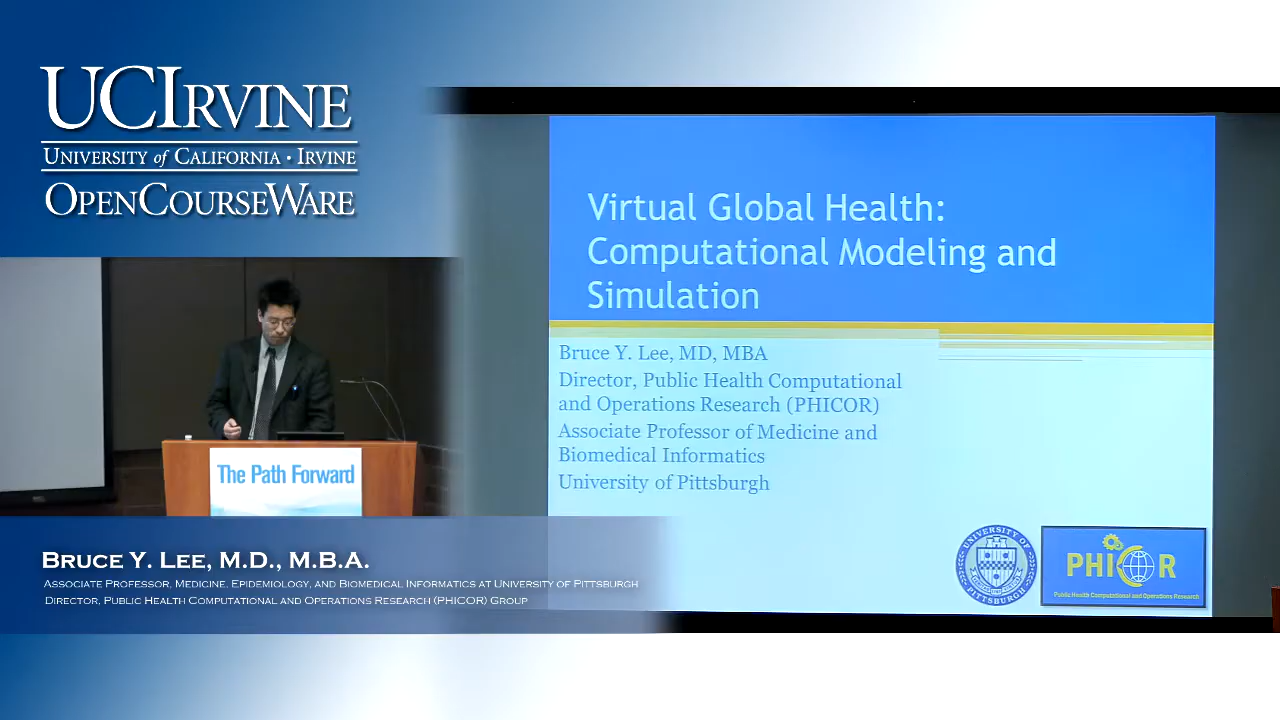 UCIRVINE
UNIVERSITY of CALIFORNIA · IRVINE
OPENCOURSEWARE
The Path Forward
BRUCE Y. LEE, M.D., M.B.A.
ASSOCIATE PROFESSOR, MEDICINE, EPIDEMIOLOGY, AND BIOMEDICAL INFORMATICS AT UNIVERSITY OF PITTSBURGH
DIRECTOR, PUBLIC HEALTH COMPUTATIONAL AND OPERATIONS RESEARCH (PHICOR) GROUP
Virtual Global Health:
Computational Modeling and
Simulation
Bruce Y. Lee, MD, MBA
Director, Public Health Computational
and Operations Research (PHICOR)
Associate Professor of Medicine and
Biomedical Informatics
University of Pittsburgh
UNIVERSITY OF
PITTSBURGH
PHICOR
Public Health Computational and Operations Research